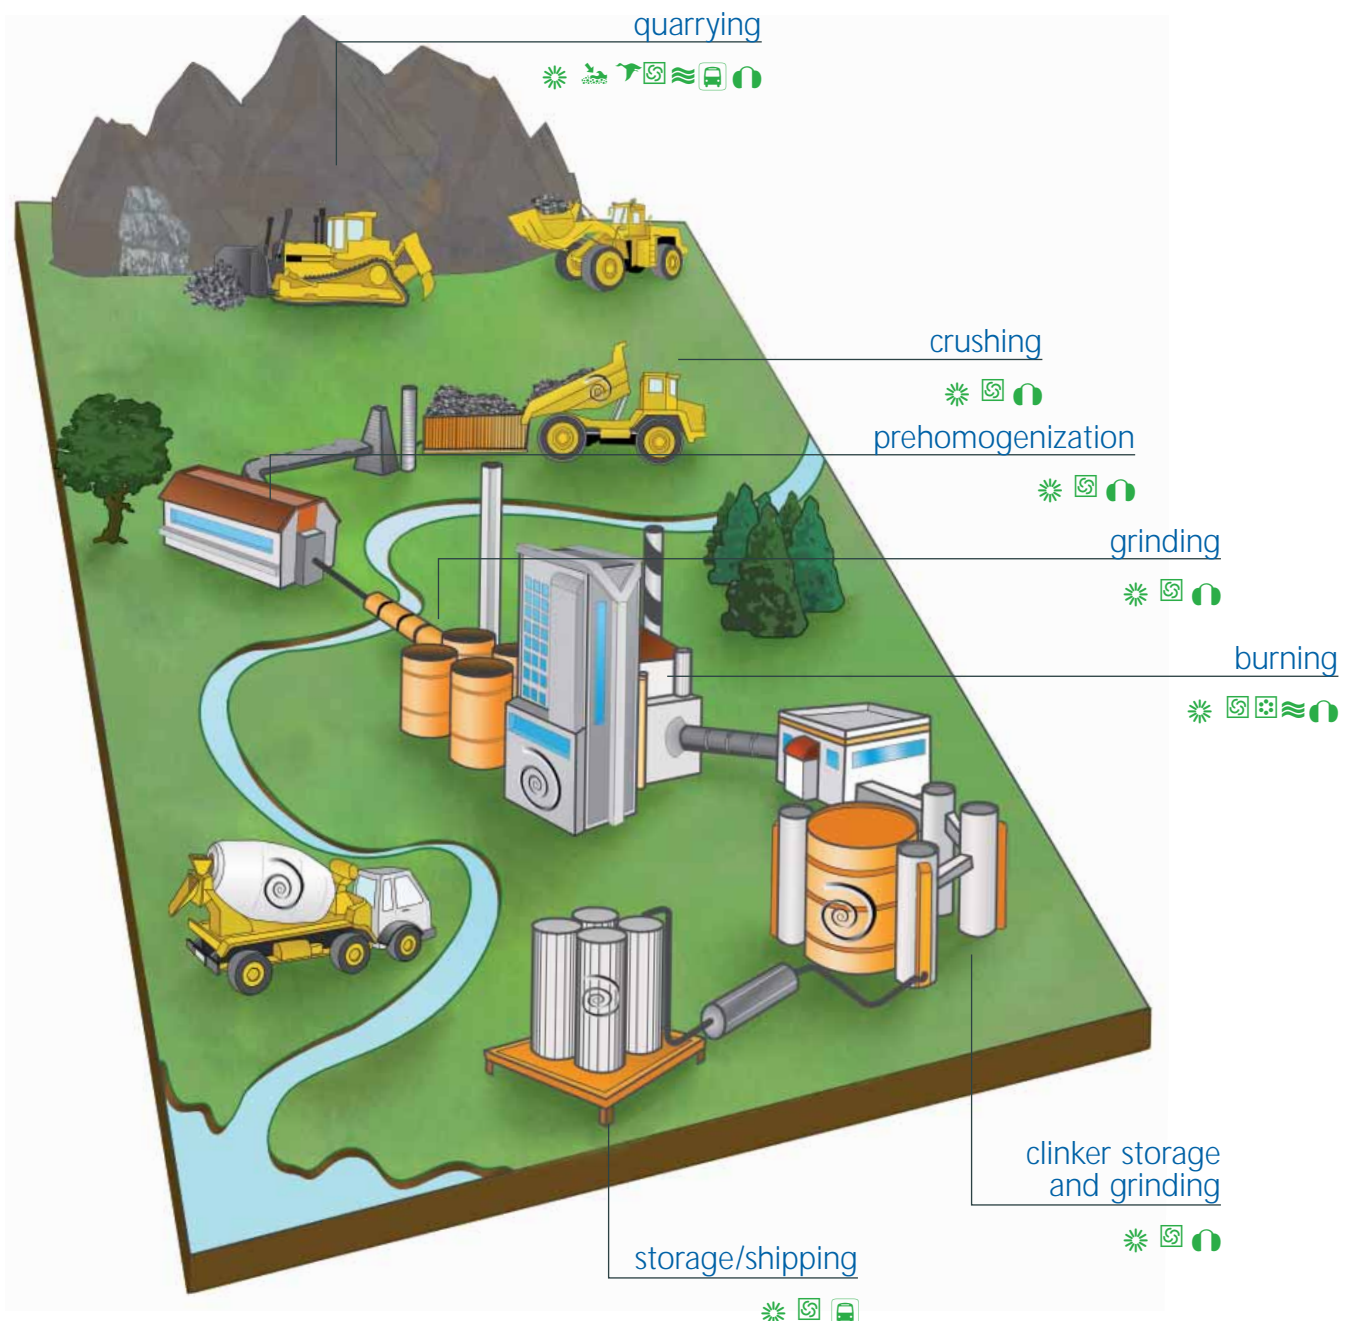 quarrying
crushing
prehomogenization
grinding
burning
clinker storage
and grinding
storage/shipping